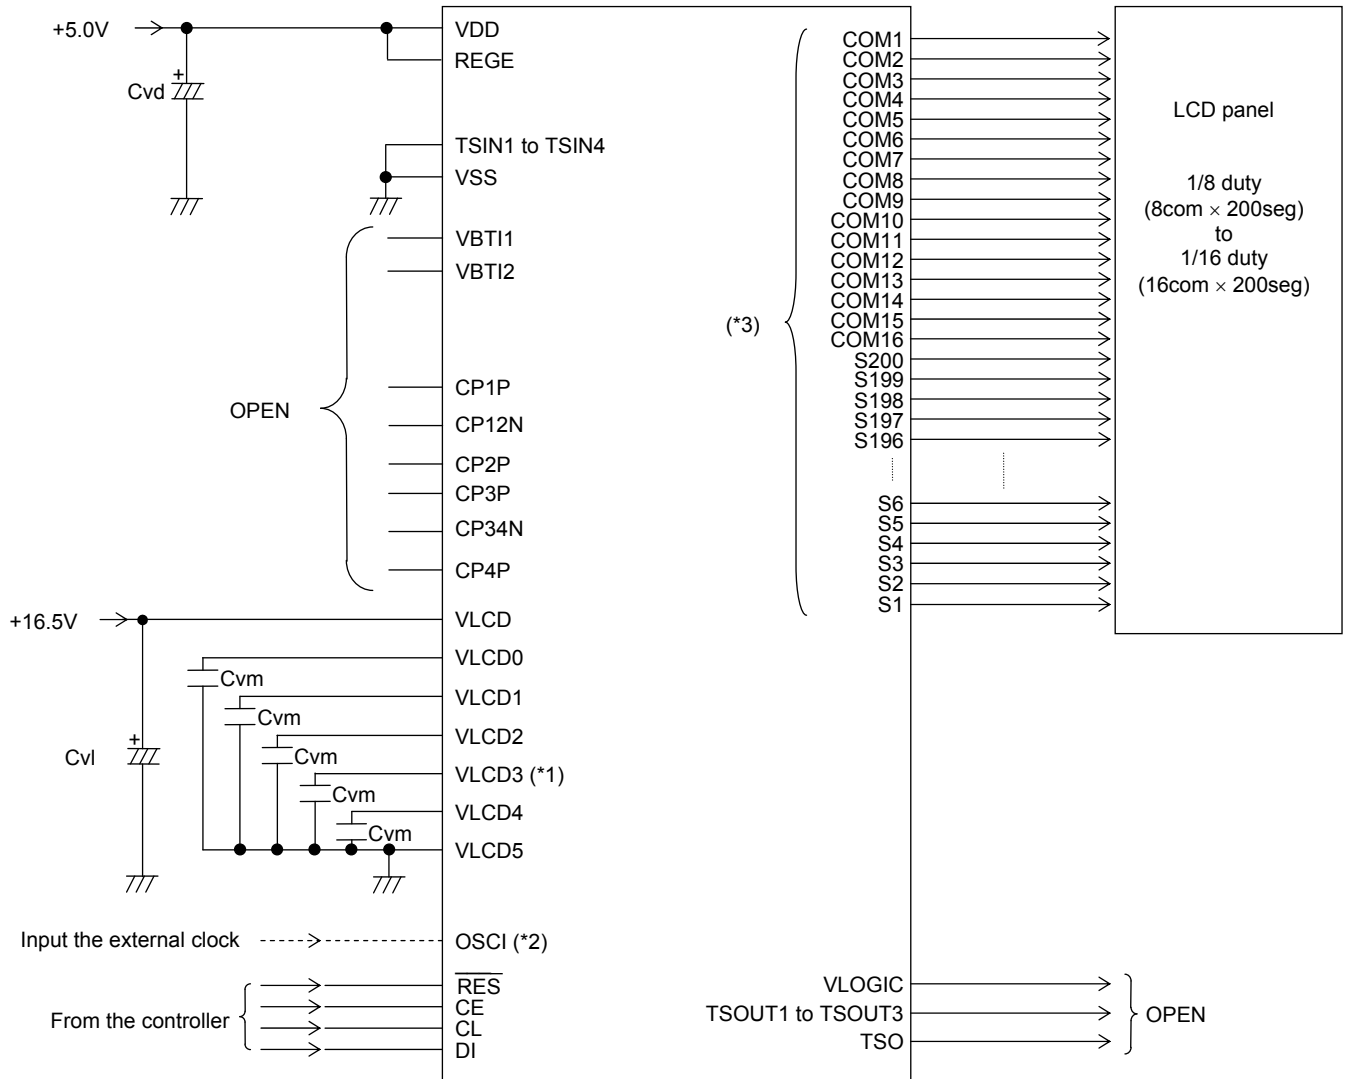 +5.0V
+
Cvd
VDD
REGE
TSIN1 to TSIN4
VSS
VBTI1
VBTI2
OPEN
CP1P
CP12N
CP2P
CP3P
CP34N
CP4P
+16.5V
VLCD
VLCD0
Cvm
VLCD1
Cvm
VLCD2
Cvm
VLCD3 (*1)
Cvm
VLCD4
Cvm
VLCD5
+
Cvl
Input the external clock
OSCI (*2)
From the controller
RES
CE
CL
DI
(*3)
COM1
COM2
COM3
COM4
COM5
COM6
COM7
COM8
COM9
COM10
COM11
COM12
COM13
COM14
COM15
COM16
S200
S199
S198
S197
S196
S6
S5
S4
S3
S2
S1
LCD panel
1/8 duty
(8com × 200seg)
to
1/16 duty
(16com × 200seg)
VLOGIC
TSOUT1 to TSOUT3
TSO
OPEN